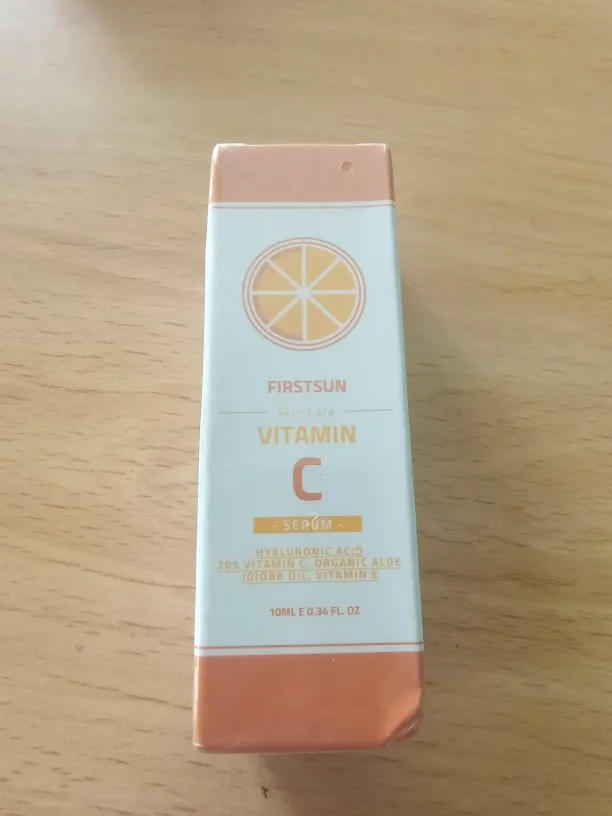 FIRSTSUN
Skin Care
VITAMIN
C
- SERUM -
HYALURONIC ACID
20% VITAMIN C, ORGANIC ALOE
JOJOBA OIL, VITAMIN E
10ML E 0.34 FL. OZ